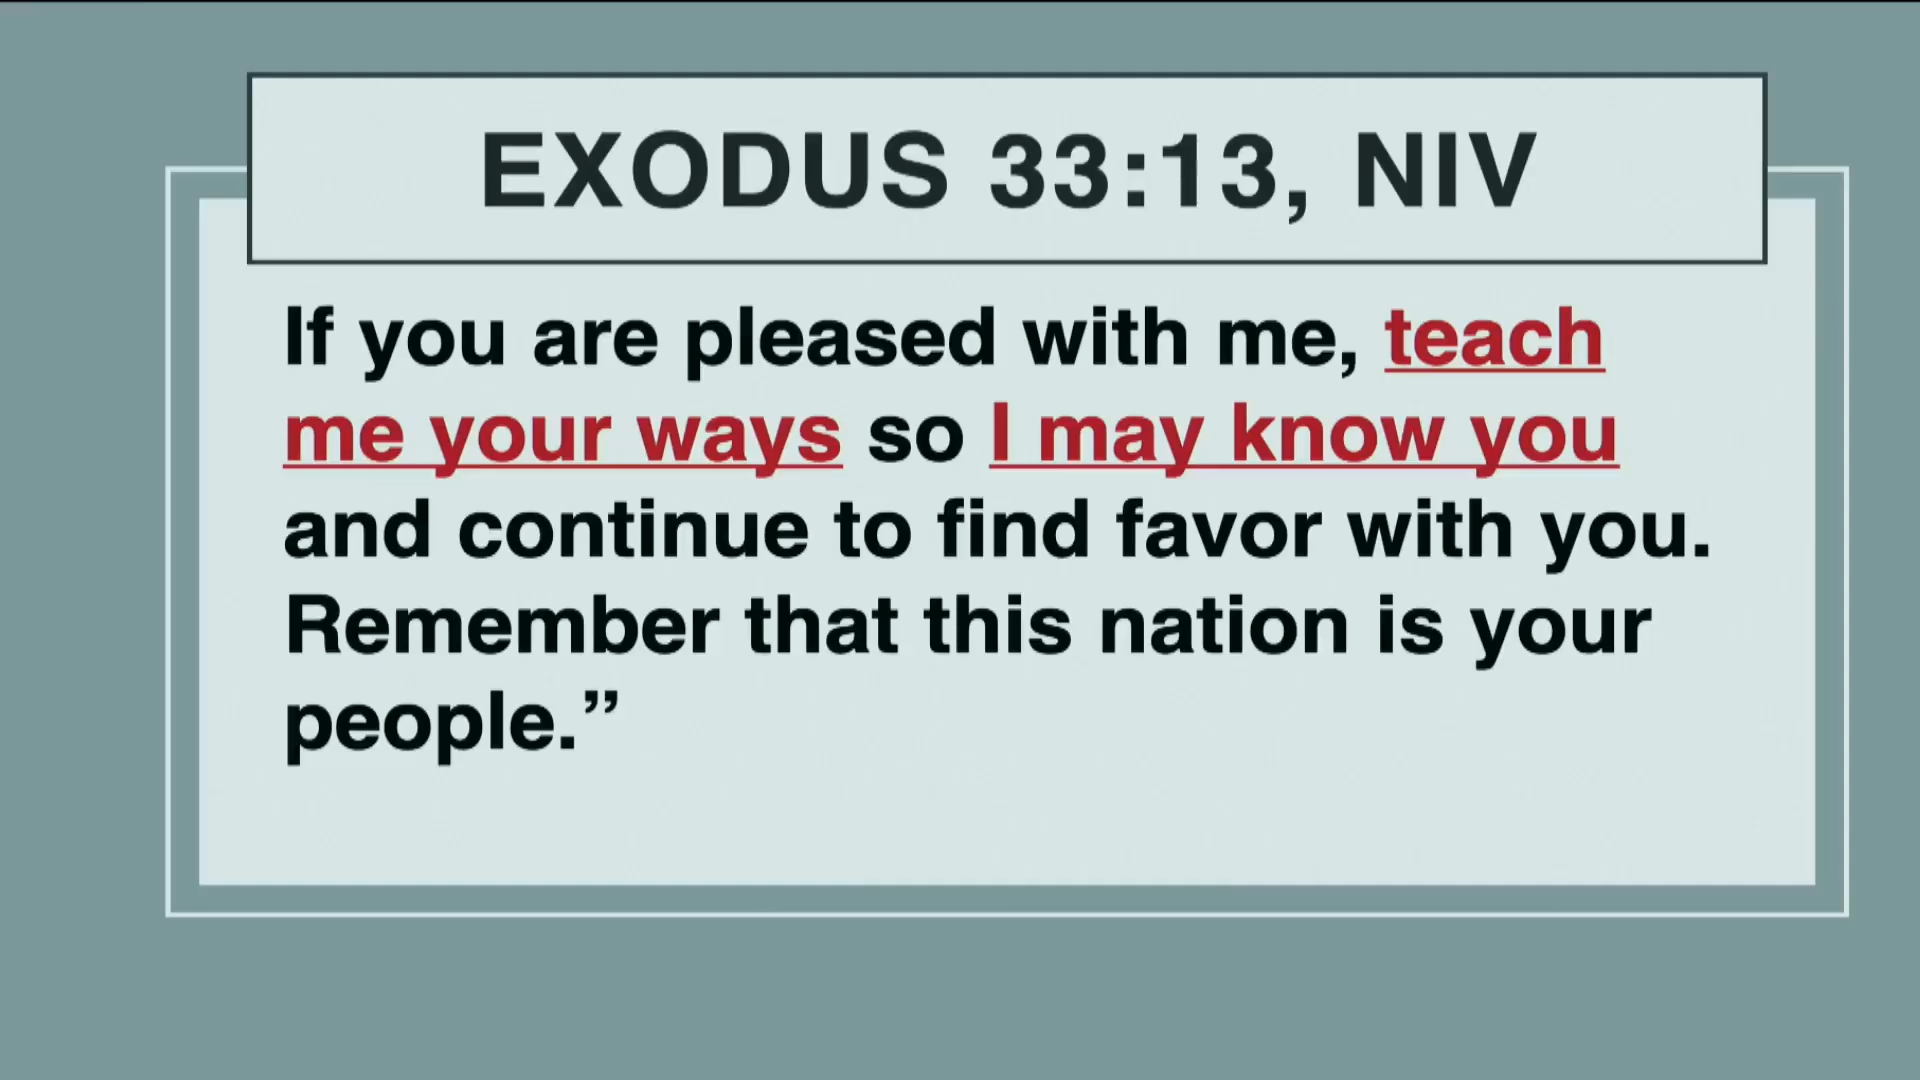 EXODUS 33:13, NIV
If you are pleased with me, teach
me your ways so I may know you
and continue to find favor with you.
Remember that this nation is your
people.”